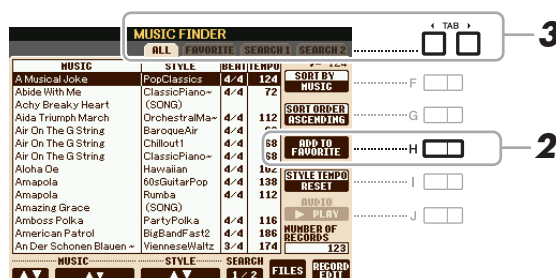 MUSIC FINDER
ALL FAVORITE SEARCH 1 SEARCH 2
TAB
3
MUSIC STYLE BEAT TEMPO
A Musical Joke PopClassics 4/4 124
Abide With Me ClassicPiano~ 4/4 72
Achy Breaky Heart (SONG)
Aida Triumph March OrchestralMa~ 4/4 112
Air On The G String BaroqueAir 4/4
Air On The G String Chillout1 4/4 68
Air On The G String ClassicPiano~ 4/4 68
Aloha Oe Hawaiian 4/4 162
Amapola 60sGuitarPop 4/4 138
Amapola Rumba 4/4 112
Amazing Grace (SONG)
Amboss Polka PartyPolka 4/4 116
American Patrol BigBandFast2 4/4 186
An Der Schonen Blauen ~ VienneseWaltz 3/4 174
SORT BY
MUSIC
F
SORT ORDER
ASCENDING
G
ADD TO
FAVORITE
H
2
STYLE TEMPO
RESET
I
AUDIO
PLAY
J
NUMBER OF
RECORDS
123
MUSIC STYLE SEARCH
1 / 2
FILES
RECORD
EDIT